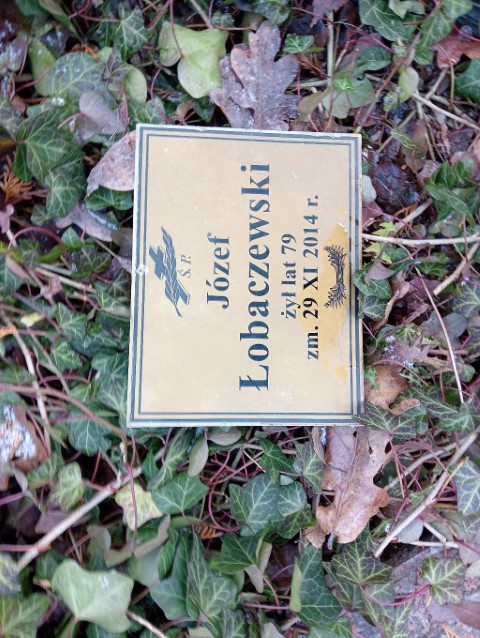 Ś.P.
Józef
Łobaczewski
żył lat 79
zm. 29 XI 2014 r.